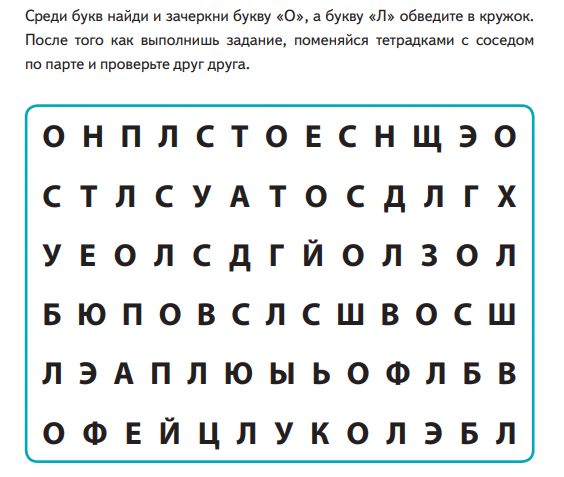 Среди букв найди и зачеркни букву «О», а букву «Л» обведите в кружок.
После того как выполнишь задание, поменяйся тетрадками с соседом
по парте и проверьте друг друга.
О Н П Л С Т О Е С Н Щ Э О
С Т Л С У А Т О С Д Л Г Х
У Е О Л С Д Г Й О Л З О Л
Б Ю П О В С Л С Ш В О С Ш
Л Э А П Л Ю Ы Ь О Ф Л Б В
О Ф Е Й Ц Л У К О Л Э Б Л